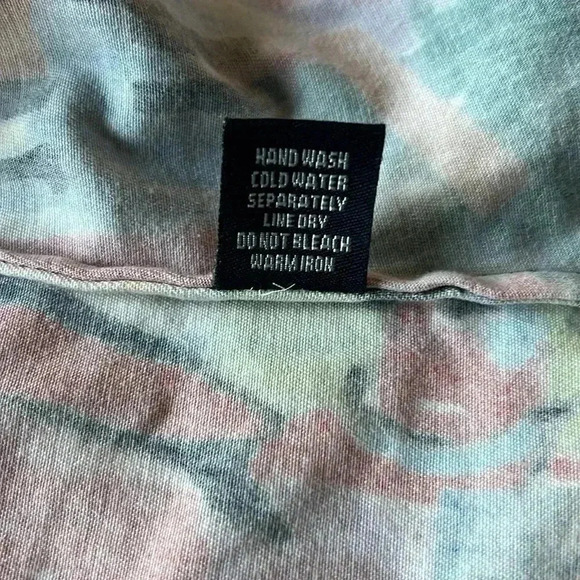 HAND WASH
COLD WATER
SEPARATELY
LINE DRY
DO NOT BLEACH
WARM IRON